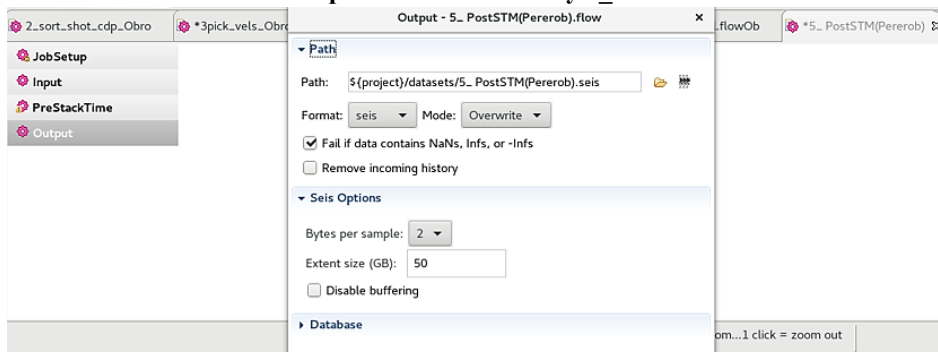 Output - 5_ PostSTM(Pererob).flow
×
2_sort_shot_cdp_Obro
*3pick_vels_Obro
.flowOb
*5_ PostSTM(Pererob)
JobSetup
Input
PreStackTime
Output
Path
Path: ${project}/datasets/5_ PostSTM(Pererob).seis
Format: seis Mode: Overwrite
Fail if data contains NaNs, Infs, or -Infs
Remove incoming history
Seis Options
Bytes per sample: 2
Extent size (GB): 50
Disable buffering
Database
om...1 click = zoom out